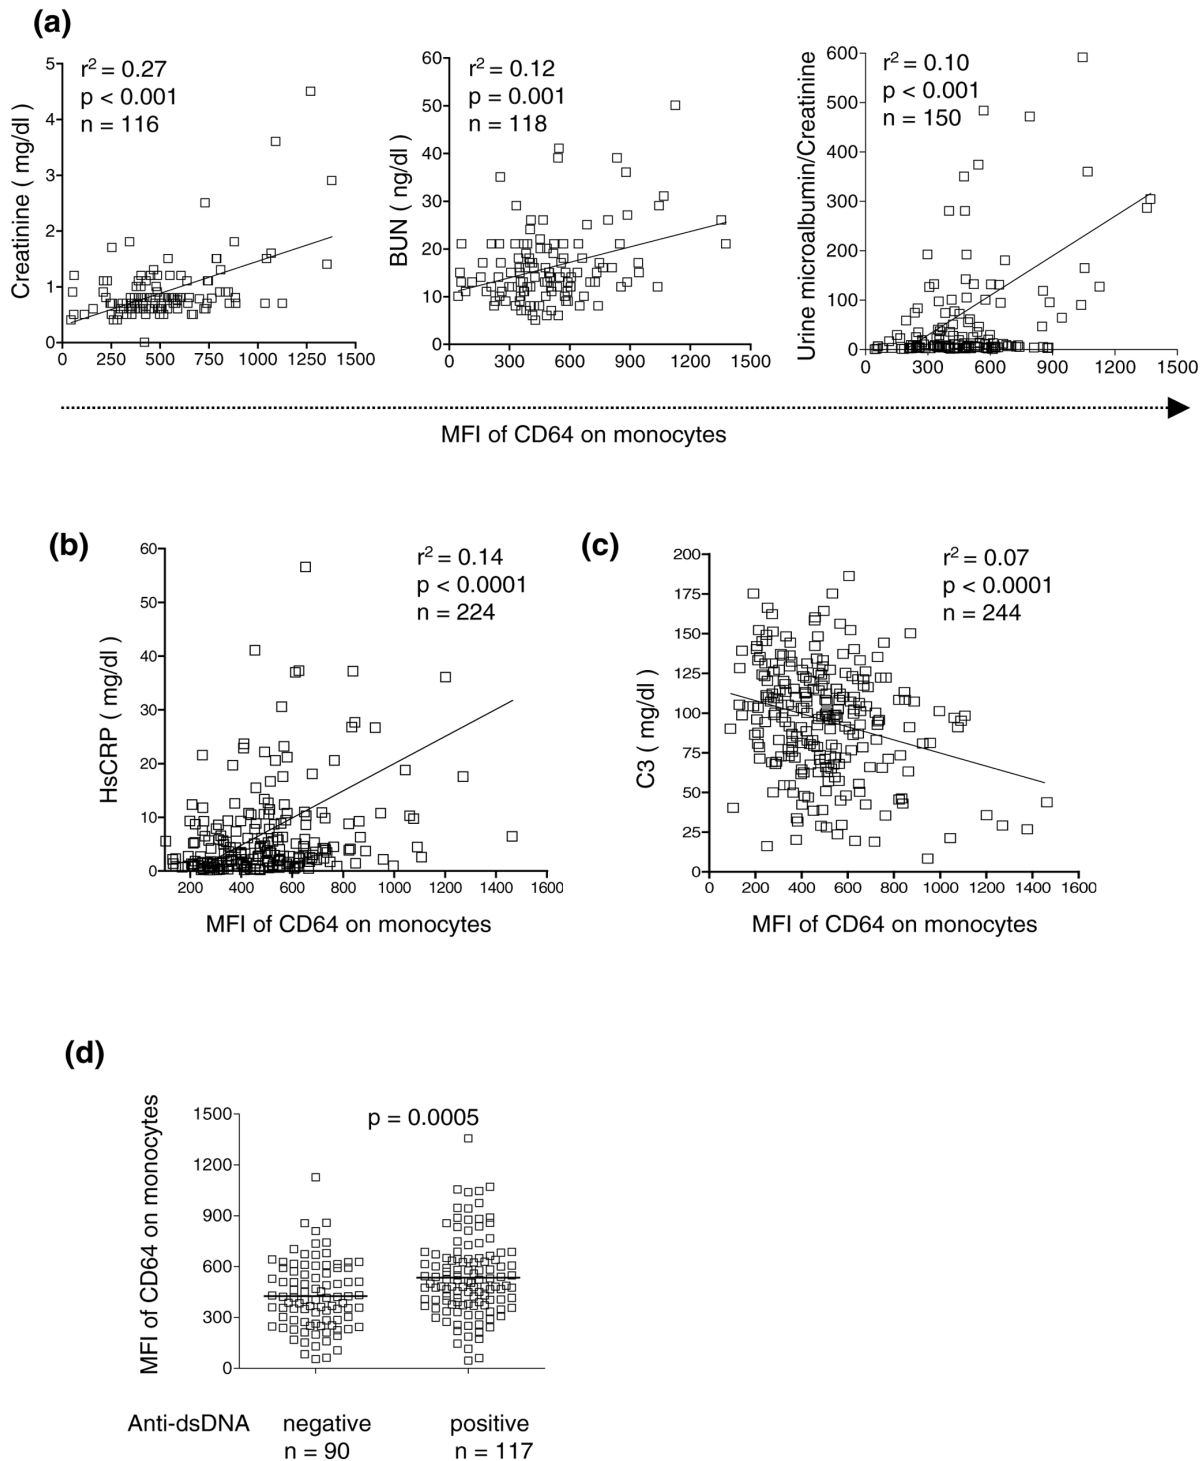 (a)
r² = 0.27
p < 0.001
n = 116
Creatinine ( mg/dl )
5
4
3
2
1
0
0 250 500 750 1000 1250 1500
r² = 0.12
p = 0.001
n = 118
BUN ( ng/dl )
60
50
40
30
20
10
0
0 300 600 900 1200 1500
r² = 0.10
p < 0.001
n = 150
Urine microalbumin/Creatinine
600
500
400
300
200
100
0
0 300 600 900 1200 1500
MFI of CD64 on monocytes
(b)
r² = 0.14
p < 0.0001
n = 224
HsCRP ( mg/dl )
60
50
40
30
20
10
0
200 400 600 800 1000 1200 1400 1600
MFI of CD64 on monocytes
(c)
r² = 0.07
p < 0.0001
n = 244
C3 ( mg/dl )
200
175
150
125
100
75
50
25
0
0 200 400 600 800 1000 1200 1400 1600
MFI of CD64 on monocytes
(d)
p = 0.0005
MFI of CD64 on monocytes
1500
1200
900
600
300
0
Anti-dsDNA negative positive
n = 90 n = 117